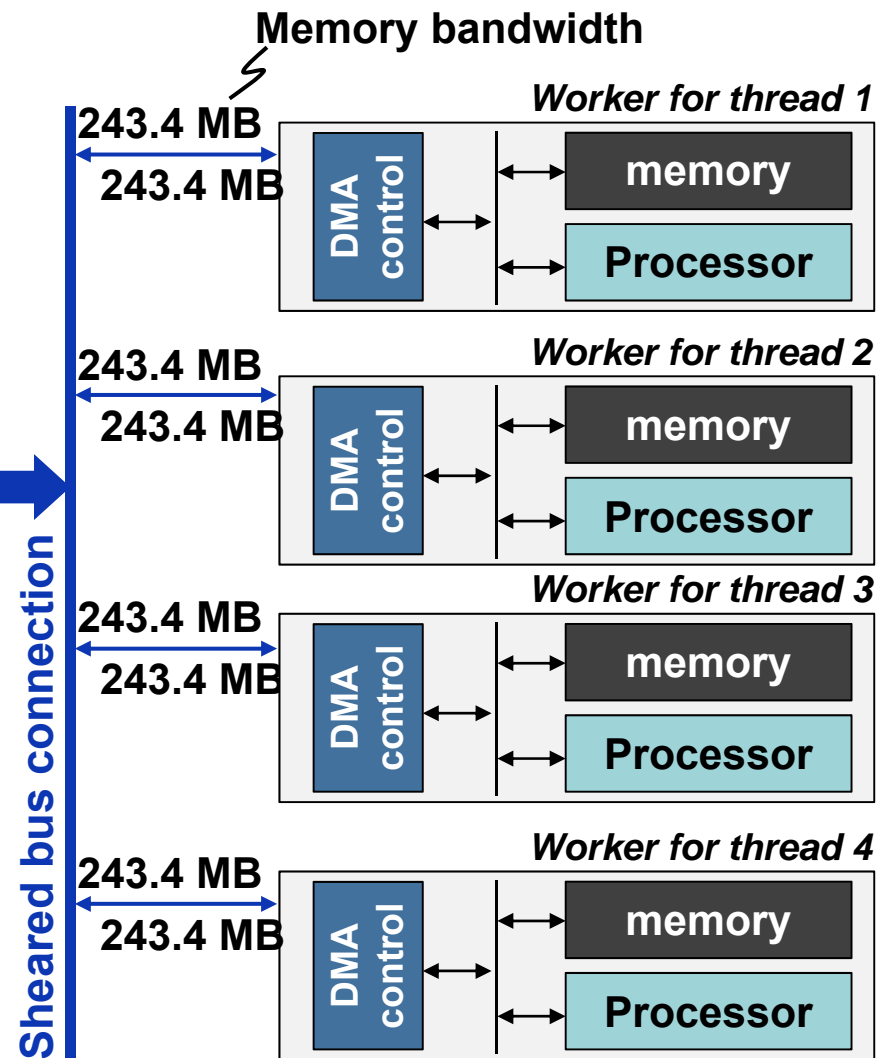 Memory bandwidth
Worker for thread 1
243.4 MB
243.4 MB
DMA
control
memory
Processor
Worker for thread 2
243.4 MB
243.4 MB
DMA
control
memory
Processor
Worker for thread 3
243.4 MB
243.4 MB
DMA
control
memory
Processor
Worker for thread 4
243.4 MB
243.4 MB
DMA
control
memory
Processor
Sheared bus connection